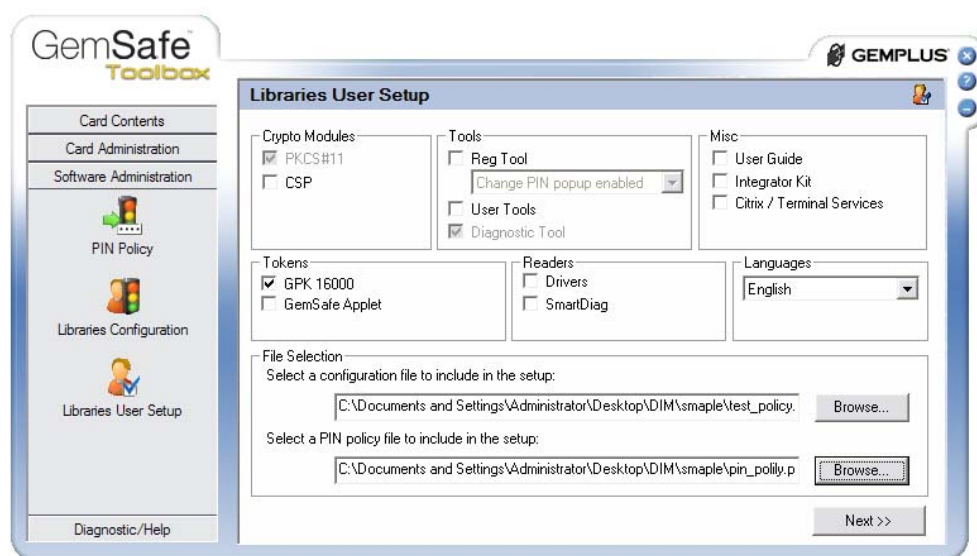 GemSafe
Toolbox
GEMPLUS
Card Contents
Card Administration
Software Administration
PIN Policy
Libraries Configuration
Libraries User Setup
Diagnostic/Help
Libraries User Setup
Crypto Modules
PKCS#11
CSP
Tools
Reg Tool
Change PIN popup enabled
User Tools
Diagnostic Tool
Misc
User Guide
Integrator Kit
Citrix / Terminal Services
Tokens
GPK 16000
GemSafe Applet
Readers
Drivers
SmartDiag
Languages
English
File Selection
Select a configuration file to include in the setup:
C:\Documents and Settings\Administrator\Desktop\DIM\smaple\test_policy.
Browse...
Select a PIN policy file to include in the setup:
C:\Documents and Settings\Administrator\Desktop\DIM\smaple\pin_polily.p
Browse...
Next >>